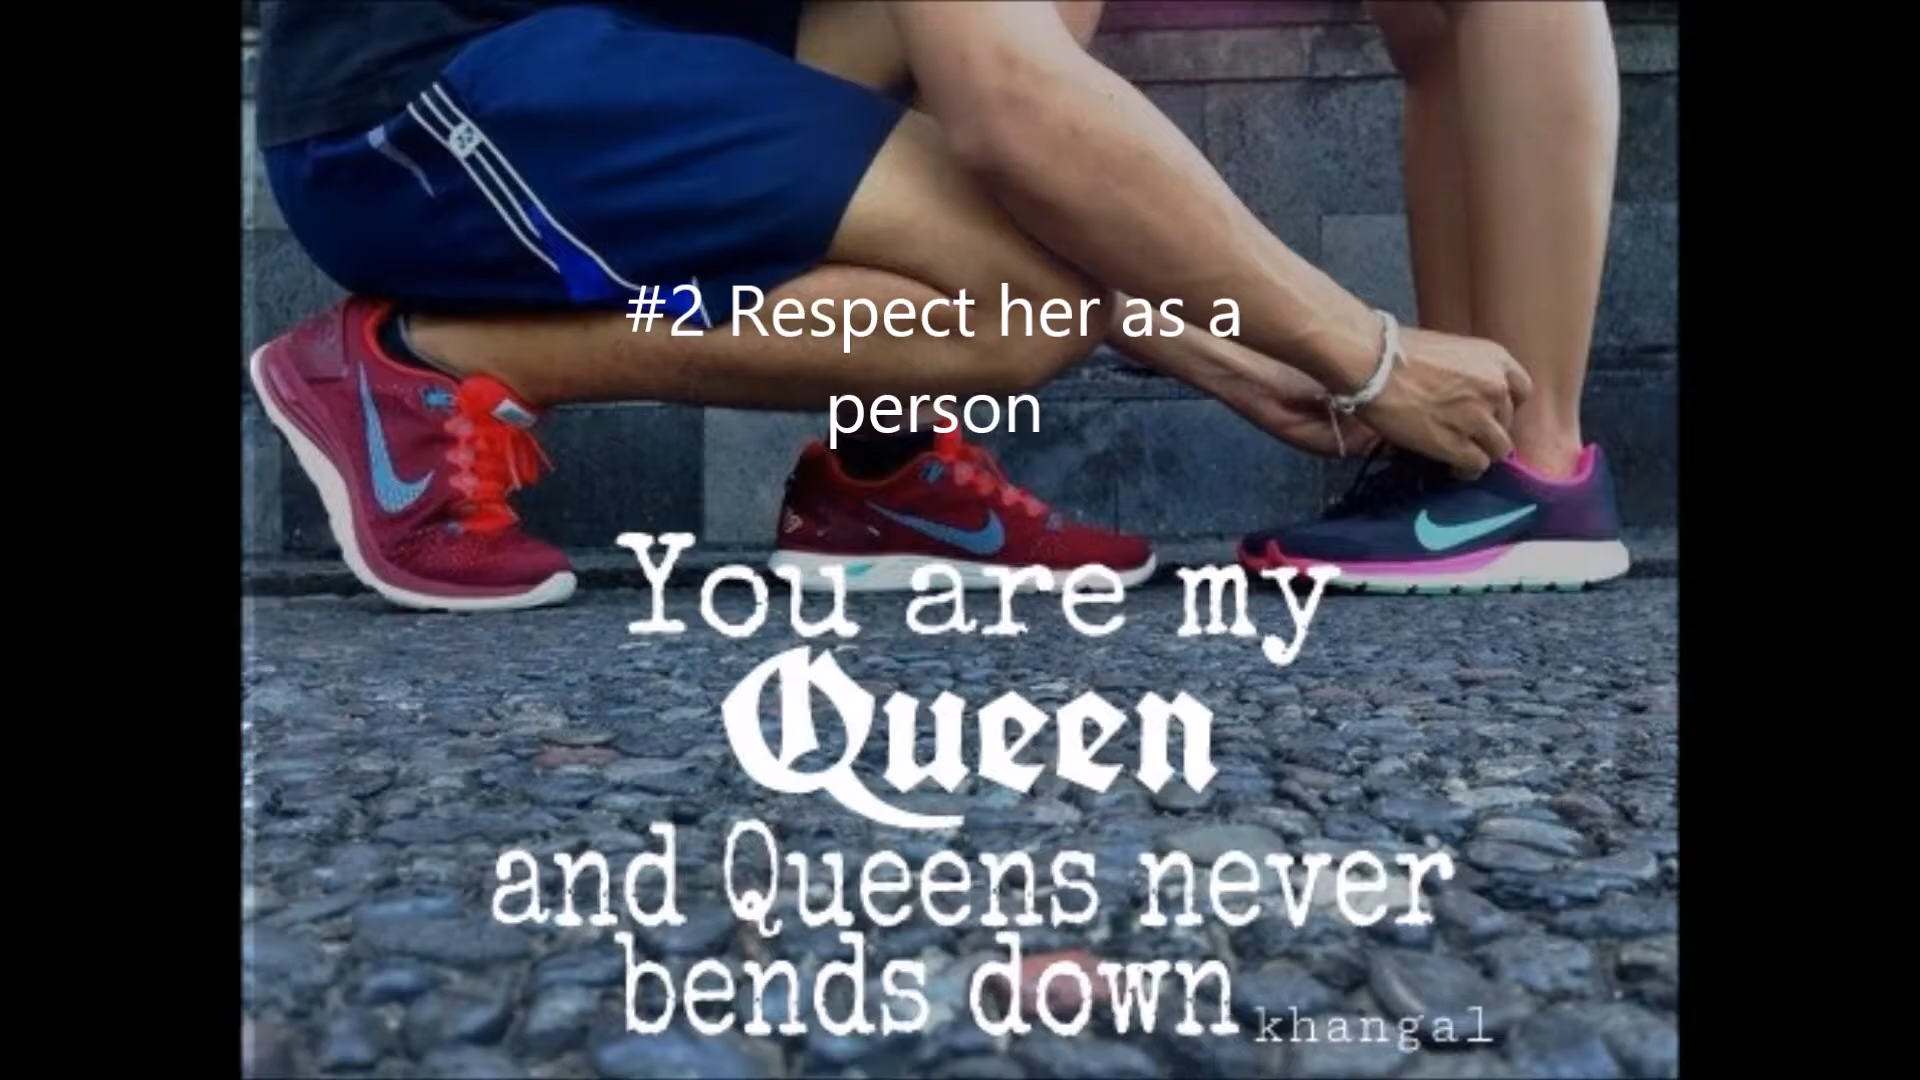 #2 Respect her as a
person
You are my
Queen
and Queens never
bends down
khangal